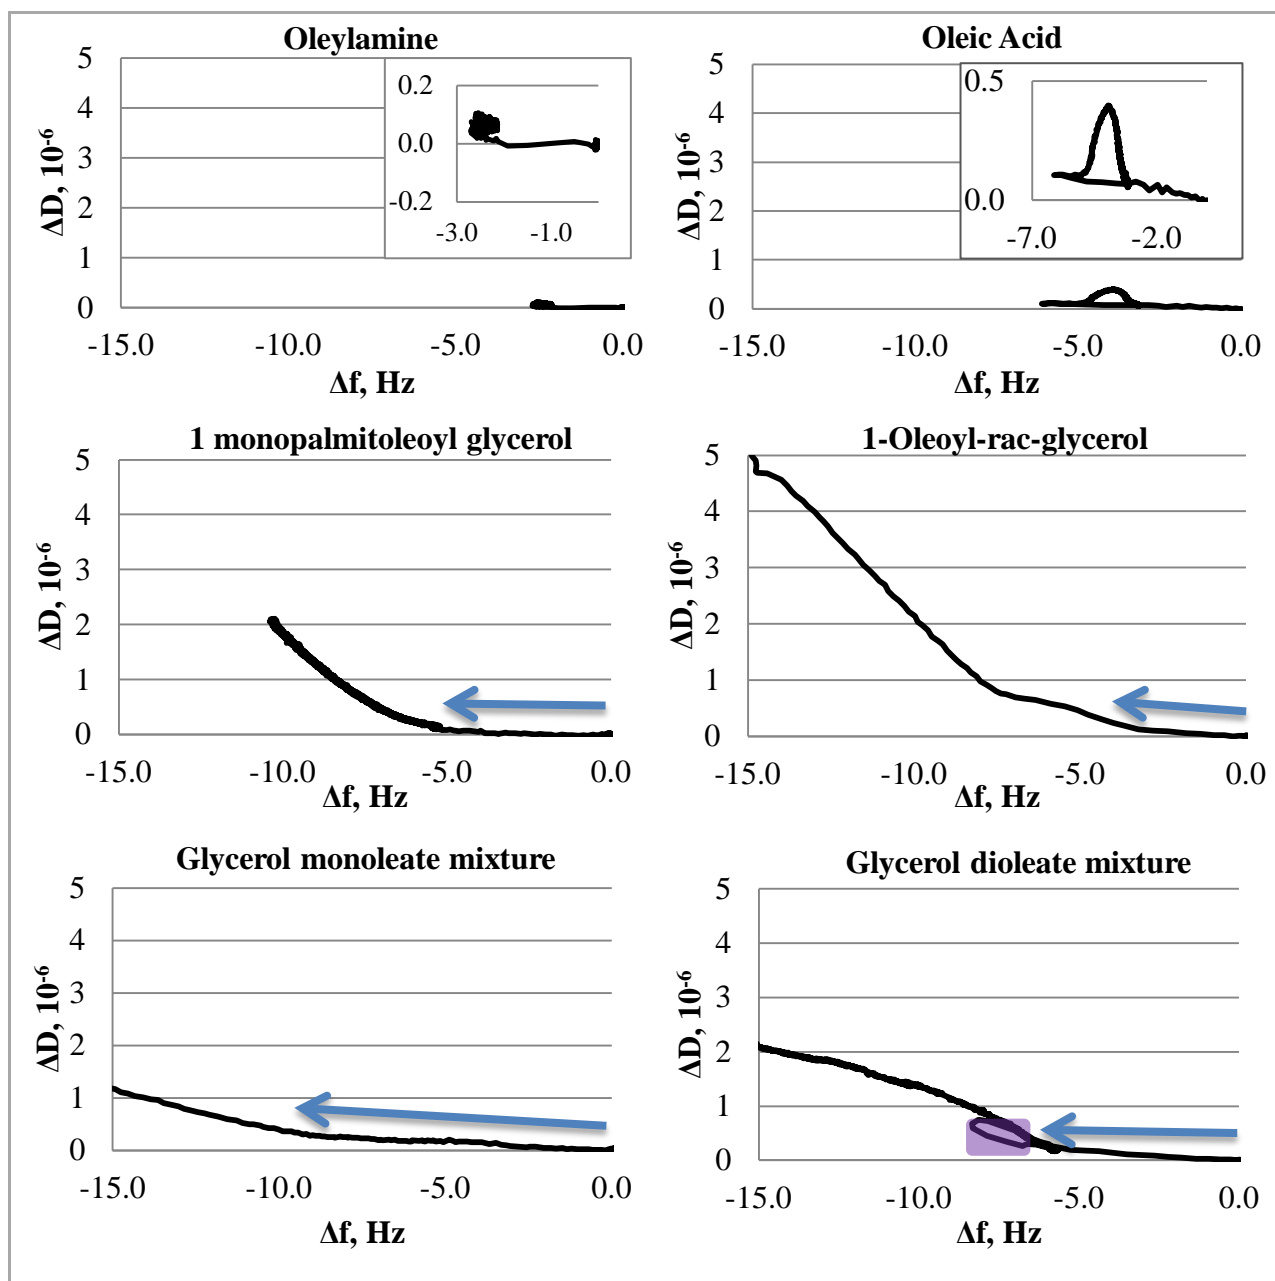 Oleylamine
5
4
3
2
1
0
ΔD, 10-6
-15.0 -10.0 -5.0 0.0
Δf, Hz
0.2
0.0
-0.2
-3.0 -1.0
Oleic Acid
5
4
3
2
1
0
ΔD, 10-6
-15.0 -10.0 -5.0 0.0
Δf, Hz
0.5
0.0
-7.0 -2.0
1 monopalmitoleoyl glycerol
5
4
3
2
1
0
ΔD, 10-6
-15.0 -10.0 -5.0 0.0
Δf, Hz
1-Oleoyl-rac-glycerol
5
4
3
2
1
0
ΔD, 10-6
-15.0 -10.0 -5.0 0.0
Δf, Hz
Glycerol monoleate mixture
5
4
3
2
1
0
ΔD, 10-6
-15.0 -10.0 -5.0 0.0
Δf, Hz
Glycerol dioleate mixture
5
4
3
2
1
0
ΔD, 10-6
-15.0 -10.0 -5.0 0.0
Δf, Hz